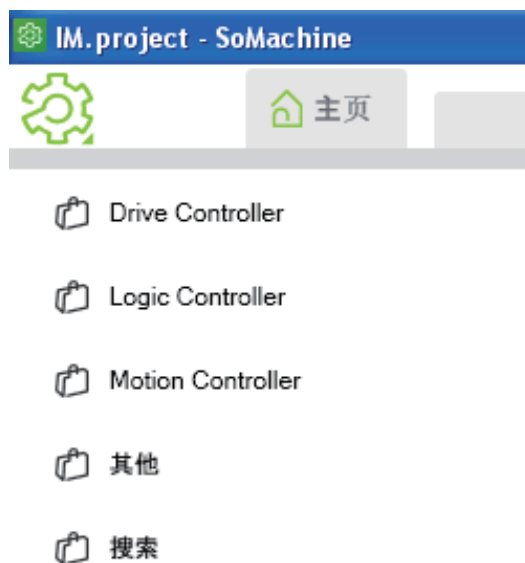 IM.project - SoMachine
主页
Drive Controller
Logic Controller
Motion Controller
其他
搜索